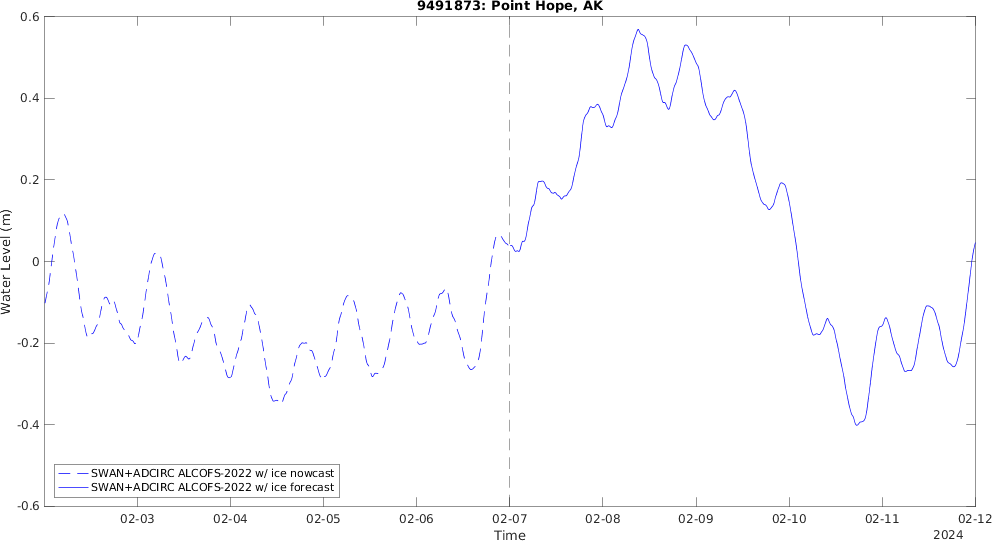 9491873: Point Hope, AK
0.6
0.4
0.2
0
-0.2
-0.4
-0.6
Water Level (m)
SWAN+ADCIRC ALCOFS-2022 w/ ice nowcast
SWAN+ADCIRC ALCOFS-2022 w/ ice forecast
02-03 02-04 02-05 02-06 02-07 02-08 02-09 02-10 02-11 02-12
Time
2024